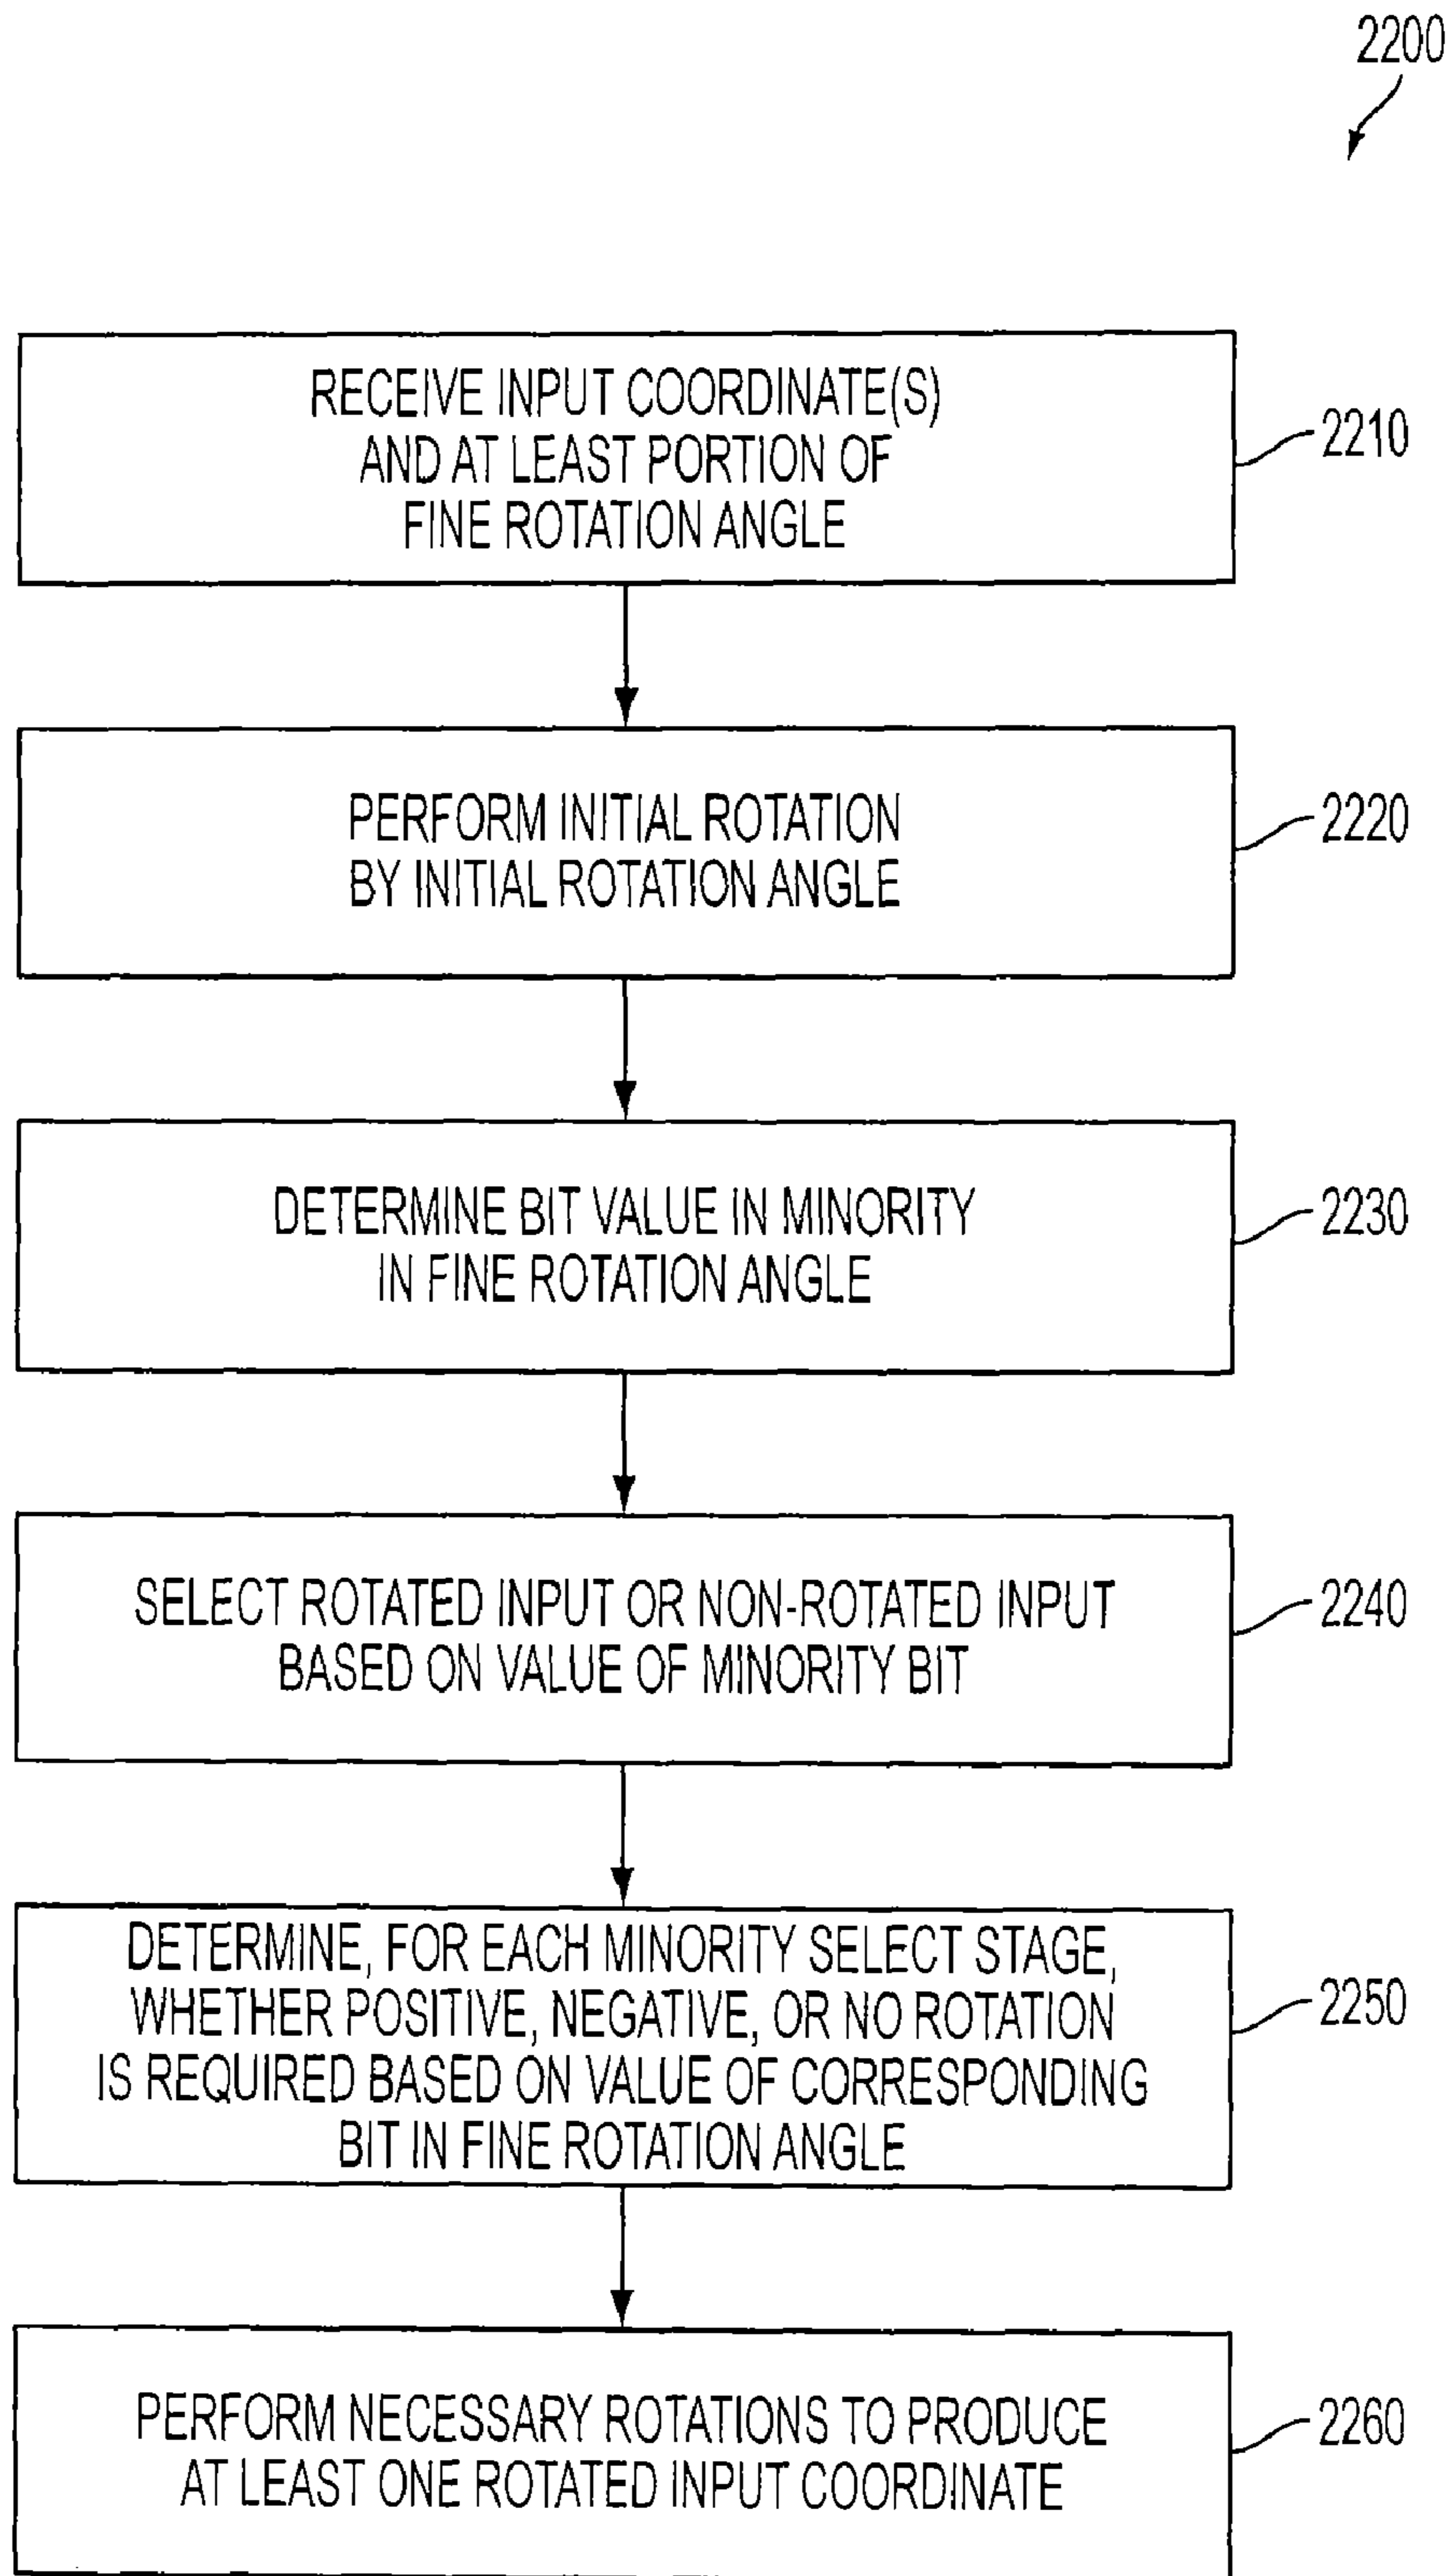 2200
RECEIVE INPUT COORDINATE(S)
AND AT LEAST PORTION OF
FINE ROTATION ANGLE
2210
PERFORM INITIAL ROTATION
BY INITIAL ROTATION ANGLE
2220
DETERMINE BIT VALUE IN MINORITY
IN FINE ROTATION ANGLE
2230
SELECT ROTATED INPUT OR NON-ROTATED INPUT
BASED ON VALUE OF MINORITY BIT
2240
DETERMINE, FOR EACH MINORITY SELECT STAGE,
WHETHER POSITIVE, NEGATIVE, OR NO ROTATION
IS REQUIRED BASED ON VALUE OF CORRESPONDING
BIT IN FINE ROTATION ANGLE
2250
PERFORM NECESSARY ROTATIONS TO PRODUCE
AT LEAST ONE ROTATED INPUT COORDINATE
2260